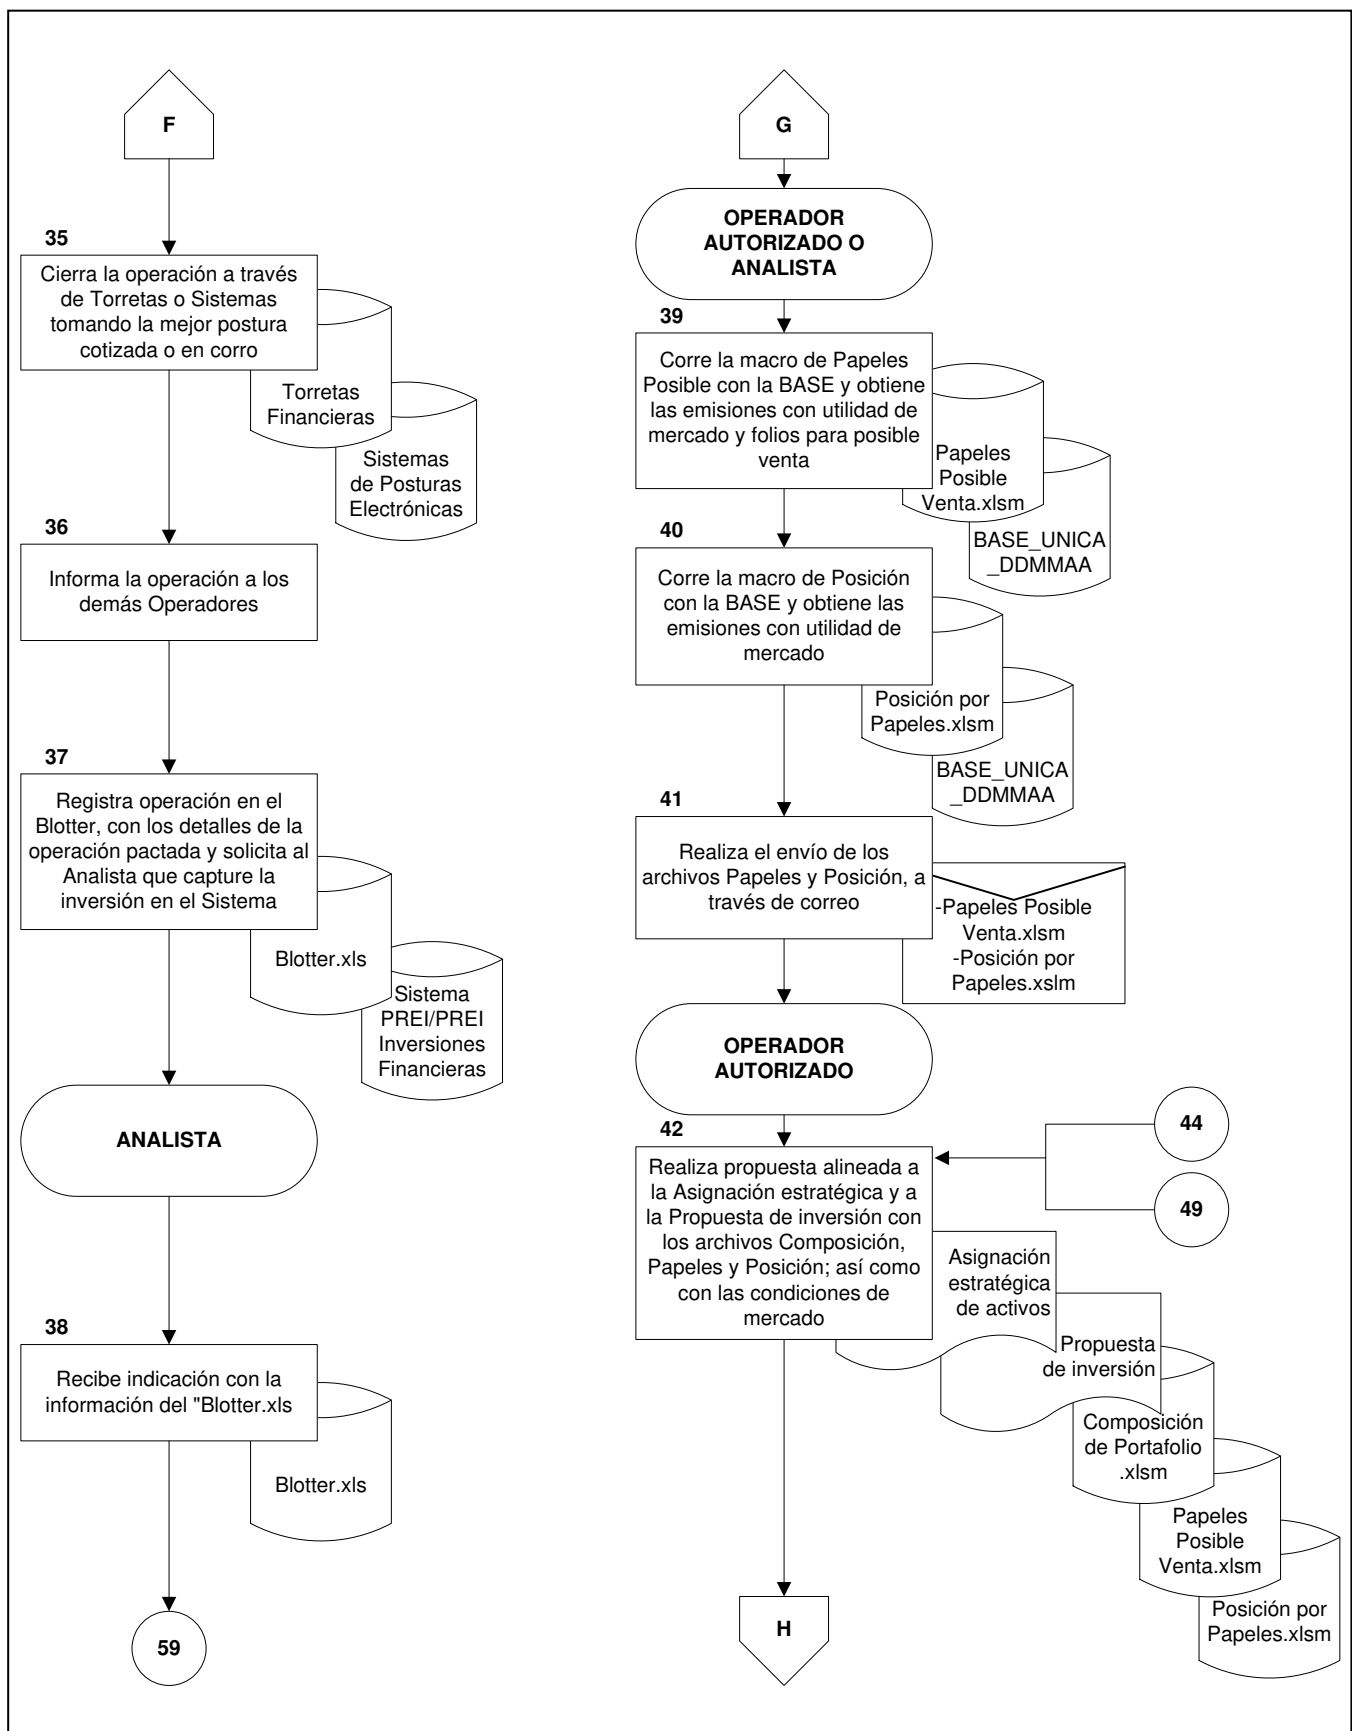 F
35
Cierra la operación a través
de Torretas o Sistemas
tomando la mejor postura
cotizada o en corro
Torretas
Financieras
Sistemas
de Posturas
Electrónicas
36
Informa la operación a los
demás Operadores
37
Registra operación en el
Blotter, con los detalles de la
operación pactada y solicita al
Analista que capture la
inversión en el Sistema
Blotter.xls
Sistema
PREI/PREI
Inversiones
Financieras
ANALISTA
38
Recibe indicación con la
información del "Blotter.xls
Blotter.xls
59
G
OPERADOR
AUTORIZADO O
ANALISTA
39
Corre la macro de Papeles
Posible con la BASE y obtiene
las emisiones con utilidad de
mercado y folios para posible
venta
Papeles
Posible
Venta.xlsm
BASE_UNICA
_DDMMAA
40
Corre la macro de Posición
con la BASE y obtiene las
emisiones con utilidad de
mercado
Posición por
Papeles.xlsm
BASE_UNICA
_DDMMAA
41
Realiza el envío de los
archivos Papeles y Posición, a
través de correo
-Papeles Posible
Venta.xlsm
-Posición por
Papeles.xslm
OPERADOR
AUTORIZADO
42
Realiza propuesta alineada a
la Asignación estratégica y a
la Propuesta de inversión con
los archivos Composición,
Papeles y Posición; así como
con las condiciones de
mercado
44
49
Asignación
estratégica
de activos
Propuesta
de inversión
Composición
de Portafolio
.xlsm
Papeles
Posible
Venta.xlsm
Posición por
Papeles.xlsm
H